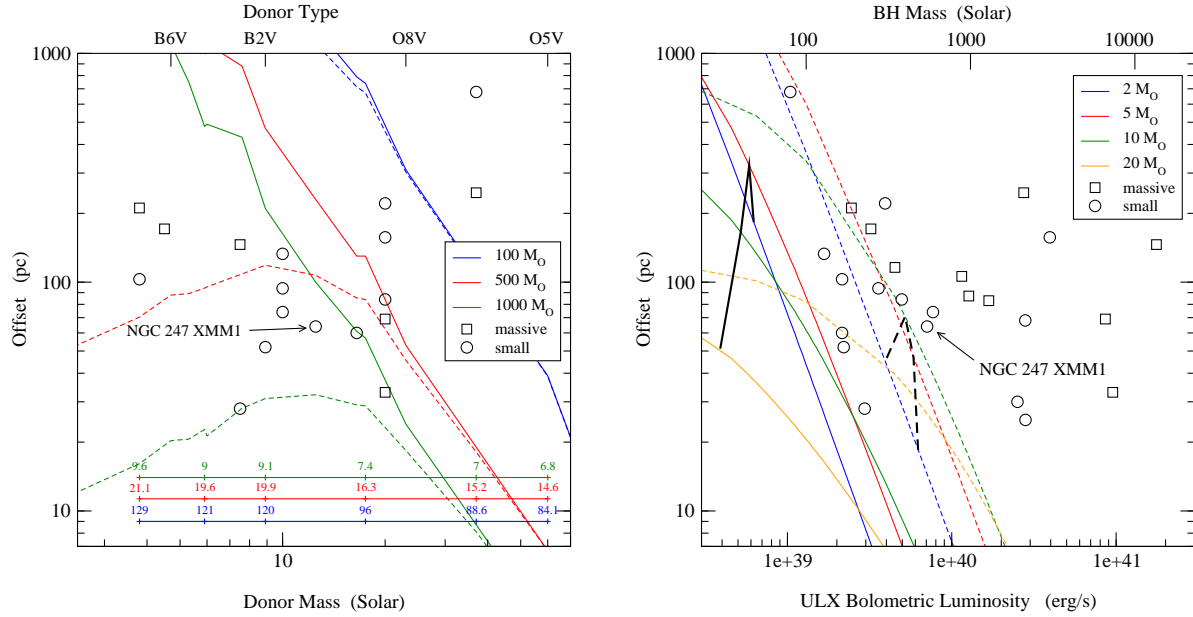 Donor Type
B6V B2V O8V O5V
1000
100
10
Offset (pc)
100 M_O
500 M_O
1000 M_O
massive
small
NGC 247 XMM1
9.6 9 9.1 7.4 7 6.8
21.1 19.6 19.9 16.3 15.2 14.6
129 121 120 96 88.6 84.1
10
Donor Mass (Solar)
BH Mass (Solar)
100 1000 10000
1000
100
10
Offset (pc)
2 M_O
5 M_O
10 M_O
20 M_O
massive
small
NGC 247 XMM1
1e+39 1e+40 1e+41
ULX Bolometric Luminosity (erg/s)